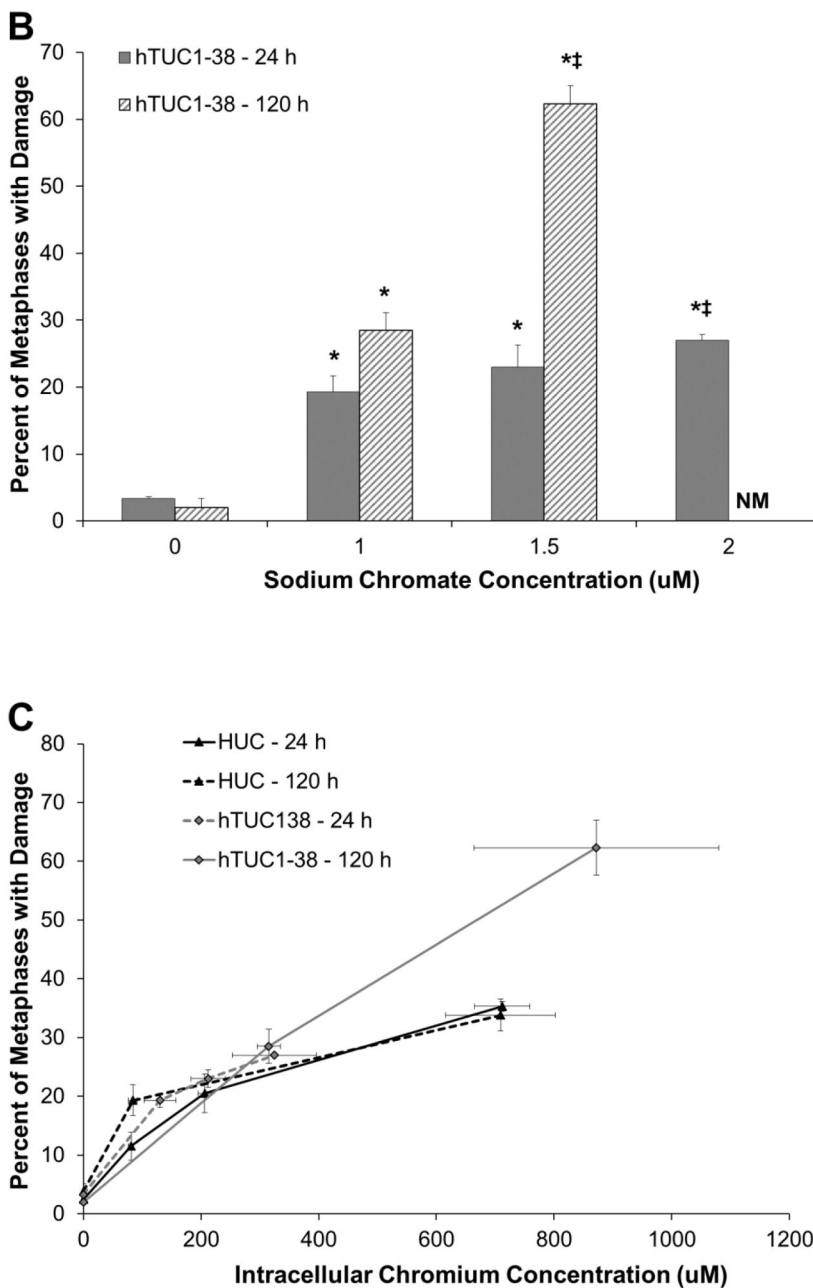 B
70
60
50
40
30
20
10
0
Percent of Metaphases with Damage
hTUC1-38 - 24 h
hTUC1-38 - 120 h
*
*
*
*‡
*‡
NM
0 1 1.5 2
Sodium Chromate Concentration (uM)
C
80
70
60
50
40
30
20
10
0
Percent of Metaphases with Damage
HUC - 24 h
HUC - 120 h
hTUC138 - 24 h
hTUC1-38 - 120 h
0 200 400 600 800 1000 1200
Intracellular Chromium Concentration (uM)